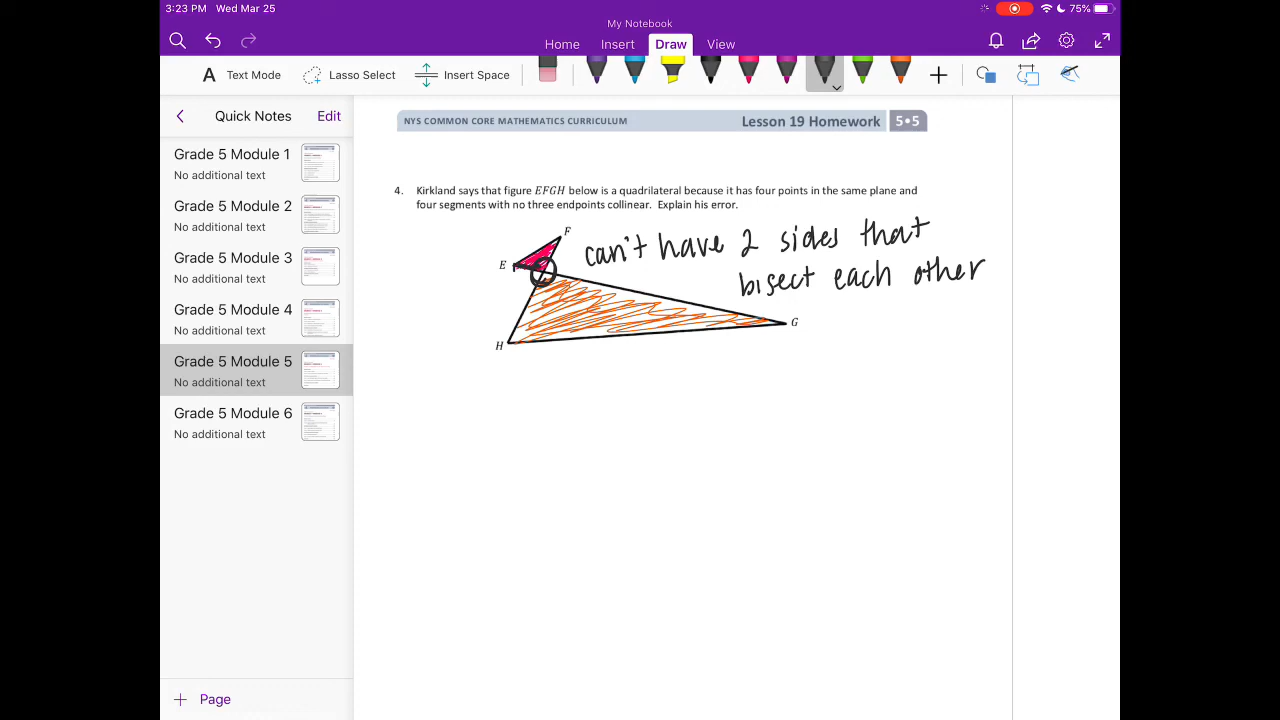 3:23 PM Wed Mar 25
75%
My Notebook
Home Insert Draw View
A Text Mode Lasso Select Insert Space
Quick Notes Edit
Grade 5 Module 1
No additional text
Grade 5 Module 2
No additional text
Grade 5 Module 3
No additional text
Grade 5 Module 4
No additional text
Grade 5 Module 5
No additional text
Grade 5 Module 6
No additional text
Page
NYS COMMON CORE MATHEMATICS CURRICULUM Lesson 19 Homework 5•5
4. Kirkland says that figure EFGH below is a quadrilateral because it has four points in the same plane and
four segments with no three endpoints collinear. Explain his error.
F
E
G
H
can't have 2 sides that
bisect each other